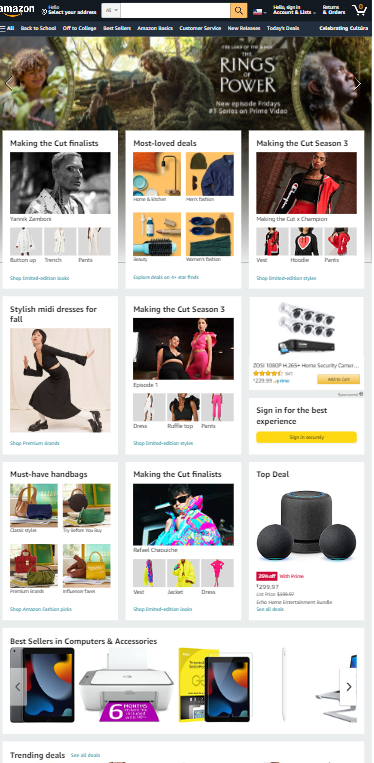 amazon
Hello
Select your address
All
Hello, sign in
Account & Lists
Returns
& Orders
0
All
Back to School
Off to College
Best Sellers
Amazon Basics
Customer Service
New Releases
Today's Deals
Celebrating Cultura
THE LORD OF THE RINGS
THE
RINGS
OF
POWER
New episode Fridays
#1 Series on Prime Video
Making the Cut finalists
Yannik Zamboni
Button up
Trench
Pants
Shop limited-edition looks
Most-loved deals
Home & kitchen
Men's fashion
Beauty
Women's fashion
Explore deals on 4+ star finds
Making the Cut Season 3
Making the Cut x Champion
Vest
Hoodie
Pants
Shop limited-edition styles
Stylish midi dresses for
fall
Shop Premium Brands
Making the Cut Season 3
Episode 1
Dress
Ruffle top
Pants
Shop limited-edition styles
ZOSI 1080P H.265+ Home Security Camer...
$229.99
prime
Add to Cart
Sponsored
Sign in for the best
experience
Sign in securely
Must-have handbags
Classic styles
Try Before You Buy
Premium Brands
Influencer faves
Shop Amazon Fashion picks
Making the Cut finalists
Rafael Chaouiche
Vest
Jacket
Dress
Shop limited-edition looks
Top Deal
25% off
With Prime
$299.97
List Price:
Echo Home Entertainment Bundle
See all deals
Best Sellers in Computers & Accessories
6
MONTHS
Trending deals
See all deals